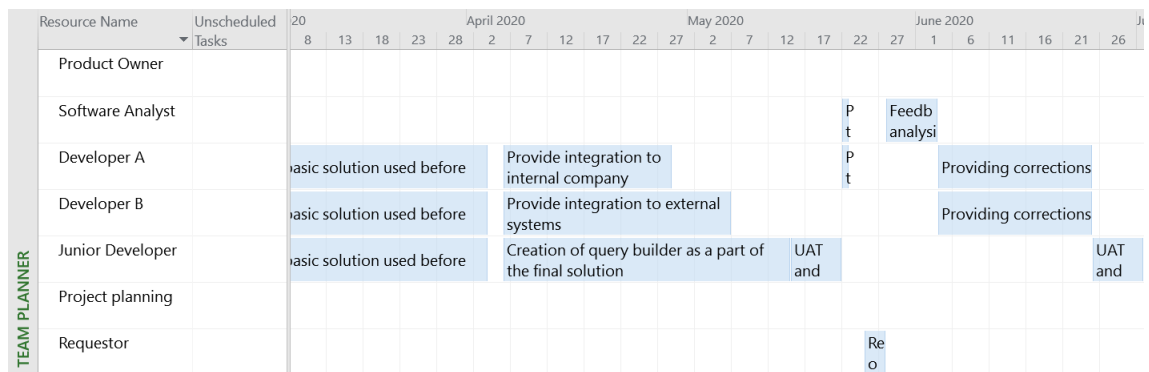 Resource Name Unscheduled Tasks 20 April 2020 May 2020 June 2020
8 13 18 23 28 2 7 12 17 22 27 2 7 12 17 22 27 1 6 11 16 21 26
Product Owner
Software Analyst P t Feedb analysi
Developer A basic solution used before Provide integration to internal company P t Providing corrections
Developer B basic solution used before Provide integration to external systems Providing corrections
Junior Developer basic solution used before Creation of query builder as a part of the final solution UAT and UAT and
Project planning
Requestor Re o
TEAM PLANNER